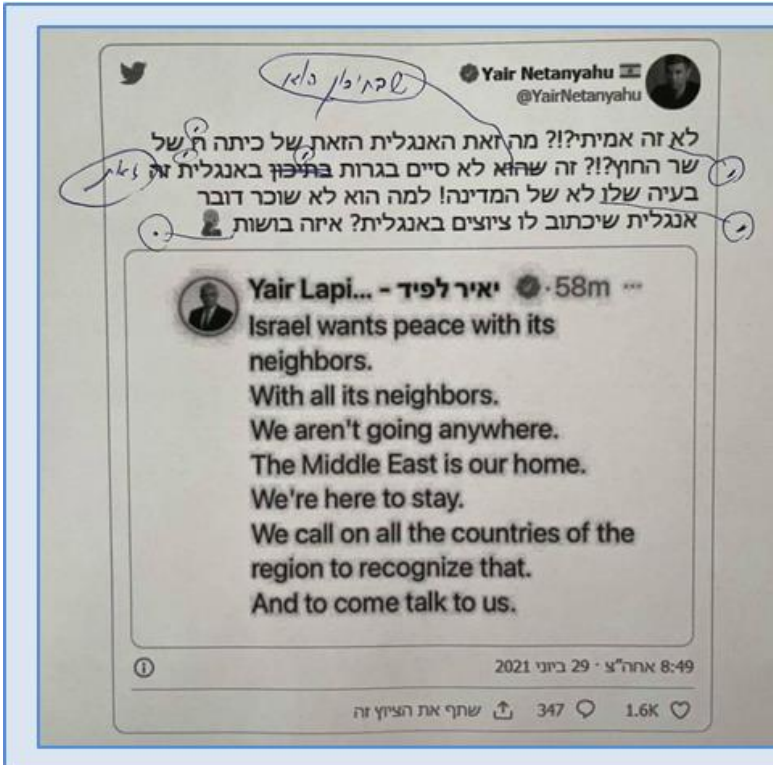 Yair Netanyahu
@YairNetanyahu
שבתיכון הוא
לא זה אמיתי?!? מה זאת האנגלית הזאת של כיתה ח של
שר החוץ?!? זה שהוא לא סיים בגרות בתיכון באנגלית זה
זאת
בעיה שלו לא של המדינה! למה הוא לא שוכר דובר
אנגלית שיכתוב לו ציוצים באנגלית? איזה בושות
Yair Lapi... - יאיר לפיד · 58m ...
Israel wants peace with its
neighbors.
With all its neighbors.
We aren't going anywhere.
The Middle East is our home.
We're here to stay.
We call on all the countries of the
region to recognize that.
And to come talk to us.
8:49 אחה"צ · 29 ביוני 2021
1.6K 347 שתף את הציוץ זה